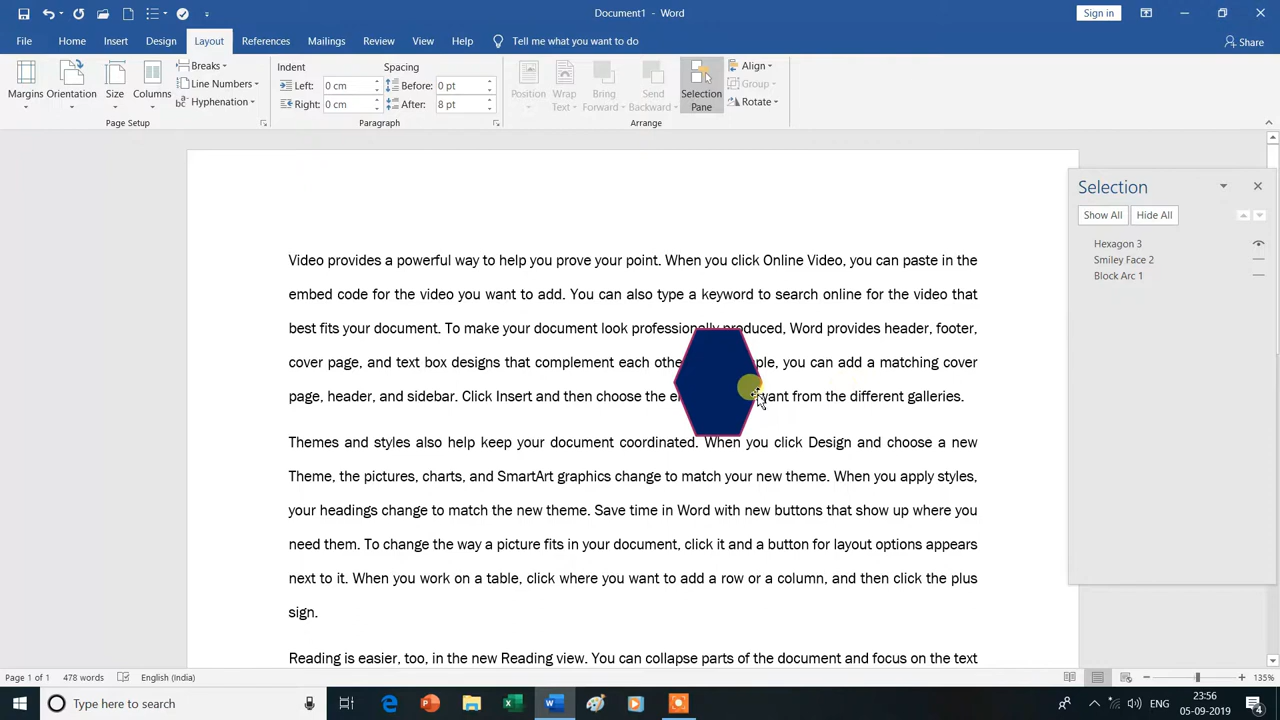 Document1 - Word
Sign in
File Home Insert Design Layout References Mailings Review View Help Tell me what you want to do Share
Margins Orientation Size Columns
Breaks
Line Numbers
Hyphenation
Page Setup
Indent
Left: 0 cm
Right: 0 cm
Spacing
Before: 0 pt
After: 8 pt
Paragraph
Position Wrap Text Bring Forward Send Backward Selection Pane
Align
Group
Rotate
Arrange
Selection
Show All Hide All
Hexagon 3
Smiley Face 2
Block Arc 1
Video provides a powerful way to help you prove your point. When you click Online Video, you can paste in the
embed code for the video you want to add. You can also type a keyword to search online for the video that
best fits your document. To make your document look professionally produced, Word provides header, footer,
cover page, and text box designs that complement each othe ple, you can add a matching cover
page, header, and sidebar. Click Insert and then choose the e want from the different galleries.
Themes and styles also help keep your document coordinated. When you click Design and choose a new
Theme, the pictures, charts, and SmartArt graphics change to match your new theme. When you apply styles,
your headings change to match the new theme. Save time in Word with new buttons that show up where you
need them. To change the way a picture fits in your document, click it and a button for layout options appears
next to it. When you work on a table, click where you want to add a row or a column, and then click the plus
sign.
Reading is easier, too, in the new Reading view. You can collapse parts of the document and focus on the text
Page 1 of 1 478 words English (India) 135%
Type here to search
ENG
23:56
05-09-2019
4